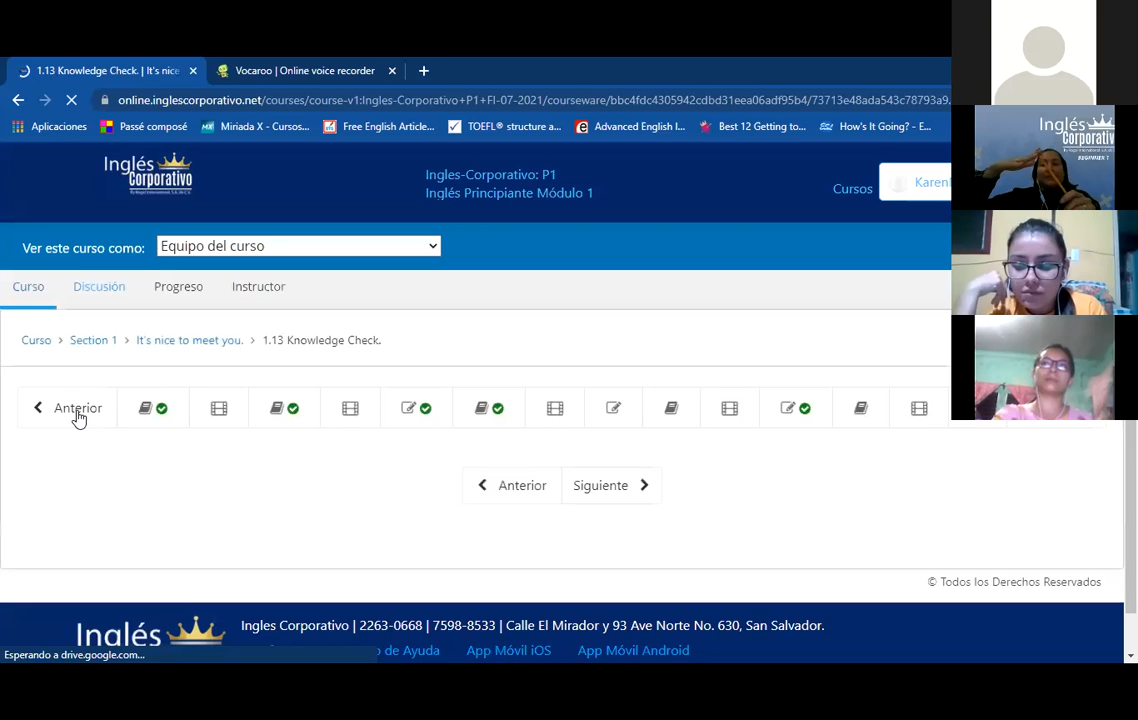 1.13 Knowledge Check. | It's nice
Vocaroo | Online voice recorder
online.inglescorporativo.net/courses/course-v1:Ingles-Corporativo+P1+FI-07-2021/courseware/bbc4fdc4305942cdbd31eea06adf95b4/73713e48ada543c78793a9.
Aplicaciones
Passé composé
Miriada X - Cursos...
Free English Article...
TOEFL® structure a...
Advanced English I...
Best 12 Getting to...
How's It Going? - E...
Inglés
Corporativo
Ingles-Corporativo: P1
Inglés Principiante Módulo 1
Cursos
Karen
Ver este curso como:
Equipo del curso
Curso
Discusión
Progreso
Instructor
Curso > Section 1 > It's nice to meet you. > 1.13 Knowledge Check.
Anterior
Anterior
Siguiente
© Todos los Derechos Reservados
Inglés
Ingles Corporativo | 2263-0668 | 7598-8533 | Calle El Mirador y 93 Ave Norte No. 630, San Salvador.
o de Ayuda
App Móvil iOS
App Móvil Android
Esperando a drive.google.com...
Inglés
Corporativo
BEGINNER 1